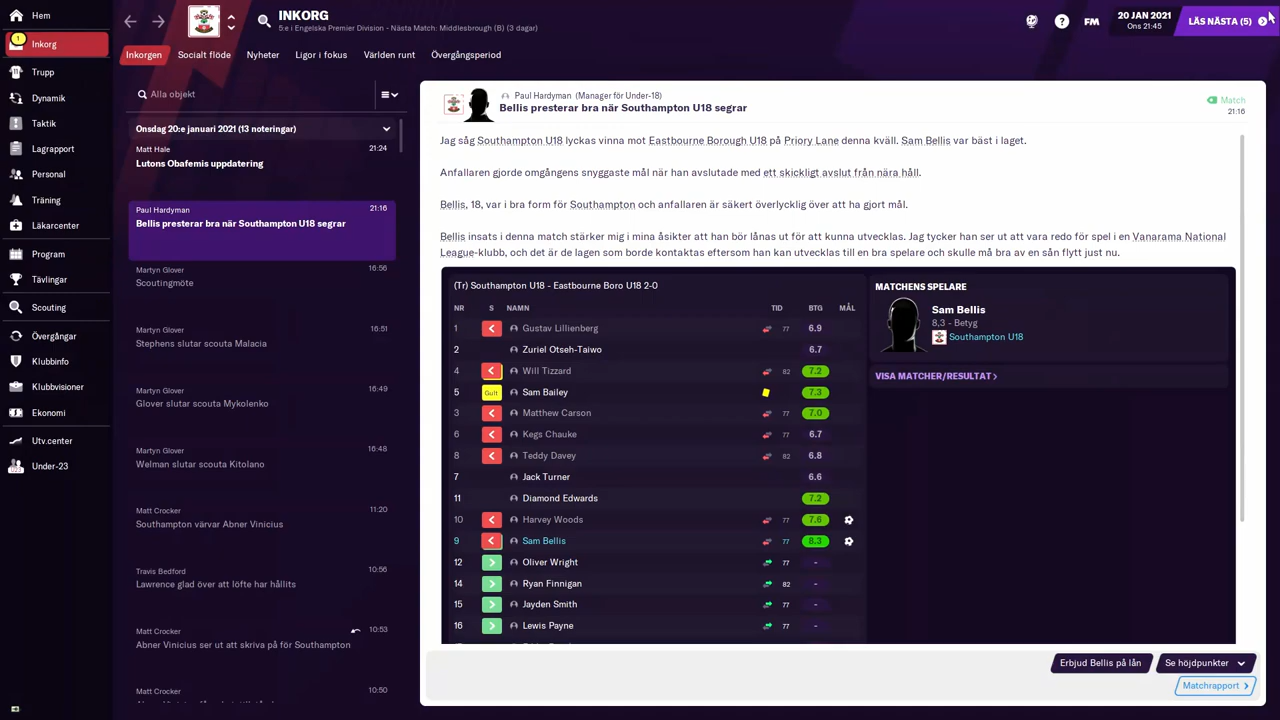 Hem
1
Inkorg
Trupp
Dynamik
Taktik
Lagrapport
Personal
Träning
Läkarcenter
Program
Tävlingar
Scouting
Övergångar
Klubbinfo
Klubbvisioner
Ekonomi
Utv.center
Under-23
INKORG
5:e i Engelska Premier Division - Nästa Match: Middlesbrough (B) (3 dagar)
FM
20 JAN 2021
Ons 21:45
LÄS NÄSTA (5)
Inkorgen
Socialt flöde
Nyheter
Ligor i fokus
Världen runt
Övergångsperiod
Alla objekt
Onsdag 20:e januari 2021 (13 noteringar)
Matt Hale 21:24
Lutons Obafemis uppdatering
Paul Hardyman 21:16
Bellis presterar bra när Southampton U18 segrar
Martyn Glover 16:56
Scoutingmöte
Martyn Glover 16:51
Stephens slutar scouta Malacia
Martyn Glover 16:49
Glover slutar scouta Mykolenko
Martyn Glover 16:48
Welman slutar scouta Kitolano
Matt Crocker 11:20
Southampton värvar Abner Vinicius
Travis Bedford 10:56
Lawrence glad över att löfte har hållits
Matt Crocker 10:53
Abner Vinicius ser ut att skriva på för Southampton
Matt Crocker 10:50
Paul Hardyman (Manager för Under-18)
Bellis presterar bra när Southampton U18 segrar
Match
21:16
Jag såg Southampton U18 lyckas vinna mot Eastbourne Borough U18 på Priory Lane denna kväll. Sam Bellis var bäst i laget.
Anfallaren gjorde omgångens snyggaste mål när han avslutade med ett skickligt avslut från nära håll.
Bellis, 18, var i bra form för Southampton och anfallaren är säkert överlycklig över att ha gjort mål.
Bellis insats i denna match stärker mig i mina åsikter att han bör lånas ut för att kunna utvecklas. Jag tycker han ser ut att vara redo för spel i en Vanarama National
League-klubb, och det är de lagen som borde kontaktas eftersom han kan utvecklas till en bra spelare och skulle må bra av en sån flytt just nu.
(Tr) Southampton U18 - Eastbourne Boro U18 2-0
NR S NAMN TID BTG MÅL
1 Gustav Lillienberg 77 6.9
2 Zuriel Otseh-Taiwo 6.7
4 Will Tizzard 82 7.2
5 Gult Sam Bailey 7.3
3 Matthew Carson 77 7.0
6 Kegs Chauke 77 6.7
8 Teddy Davey 82 6.8
7 Jack Turner 6.6
11 Diamond Edwards 7.2
10 Harvey Woods 77 7.6
9 Sam Bellis 77 8.3
12 Oliver Wright 77 -
14 Ryan Finnigan 82 -
15 Jayden Smith 77 -
16 Lewis Payne 77 -
MATCHENS SPELARE
Sam Bellis
8,3 - Betyg
Southampton U18
VISA MATCHER/RESULTAT
Erbjud Bellis på lån
Se höjdpunkter
Matchrapport